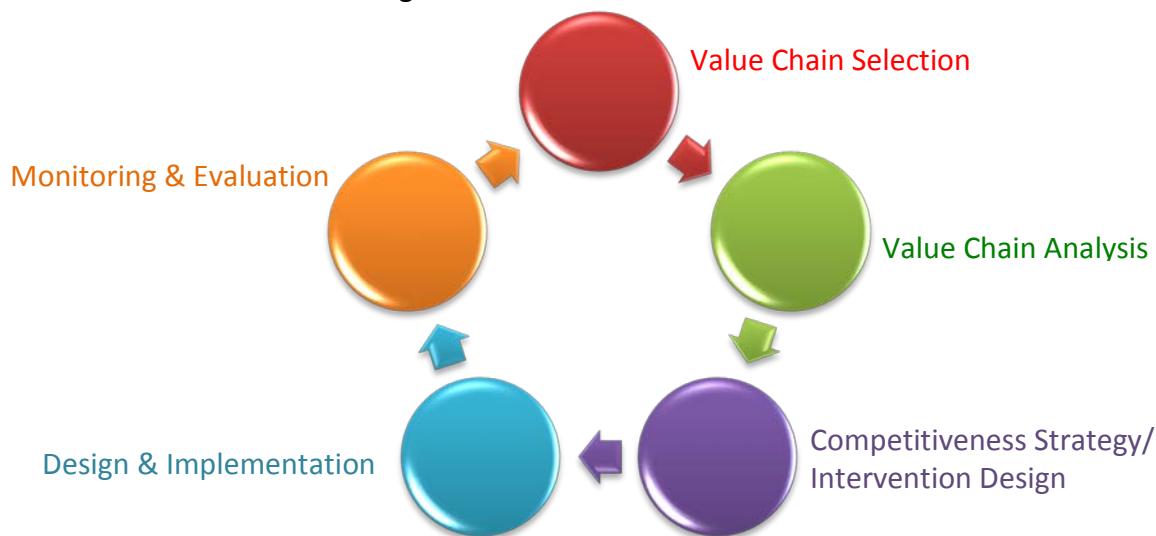 Value Chain Selection
Monitoring & Evaluation
Value Chain Analysis
Competitiveness Strategy/
Intervention Design
Design & Implementation